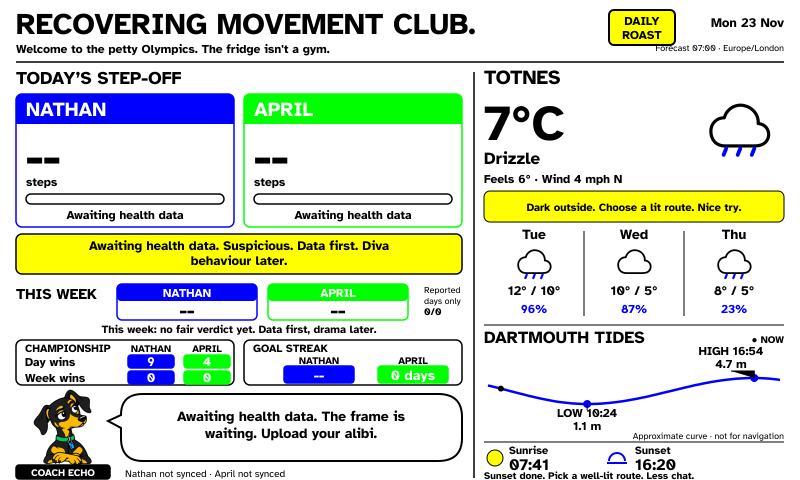 RECOVERING MOVEMENT CLUB.
Welcome to the petty Olympics. The fridge isn't a gym.
DAILY
ROAST
Mon 23 Nov
Forecast 07:00 · Europe/London
TODAY'S STEP-OFF
NATHAN
--
steps
Awaiting health data
APRIL
--
steps
Awaiting health data
Awaiting health data. Suspicious. Data first. Diva
behaviour later.
THIS WEEK
NATHAN
--
APRIL
--
Reported
days only
0/0
This week: no fair verdict yet. Data first, drama later.
CHAMPIONSHIP NATHAN APRIL
Day wins 9 4
Week wins 0 0
GOAL STREAK
NATHAN APRIL
-- 0 days
Awaiting health data. The frame is
waiting. Upload your alibi.
COACH ECHO
Nathan not synced · April not synced
TOTNES
7°C
Drizzle
Feels 6° · Wind 4 mph N
Dark outside. Choose a lit route. Nice try.
Tue Wed Thu
12° / 10° 10° / 5° 8° / 5°
96% 87% 23%
DARTMOUTH TIDES
• NOW
HIGH 16:54
4.7 m
LOW 10:24
1.1 m
Approximate curve · not for navigation
Sunrise
07:41
Sunset
16:20
Sunset done. Pick a well-lit route. Less chat.